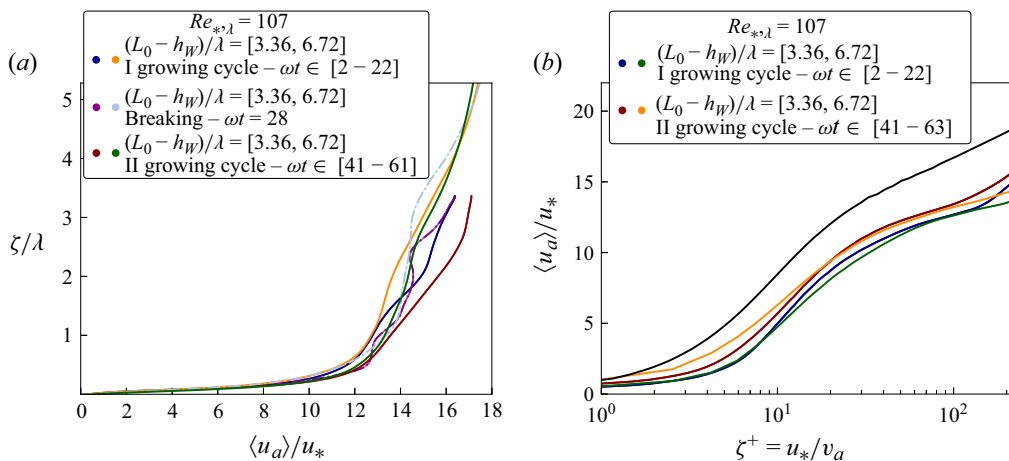 (a)
Re*,λ = 107
(L0 – hW)/λ = [3.36, 6.72]
I growing cycle – ωt ∈ [2 – 22]
(L0 – hW)/λ = [3.36, 6.72]
Breaking – ωt = 28
(L0 – hW)/λ = [3.36, 6.72]
II growing cycle – ωt ∈ [41 – 61]
ζ/λ
5
4
3
2
1
0 2 4 6 8 10 12 14 16 18
⟨ua⟩/u*
(b)
Re*,λ = 107
(L0 – hW)/λ = [3.36, 6.72]
I growing cycle – ωt ∈ [2 – 22]
(L0 – hW)/λ = [3.36, 6.72]
II growing cycle – ωt ∈ [41 – 63]
⟨ua⟩/u*
20
15
10
5
0
10^0 10^1 10^2
ζ+ = u*/νa